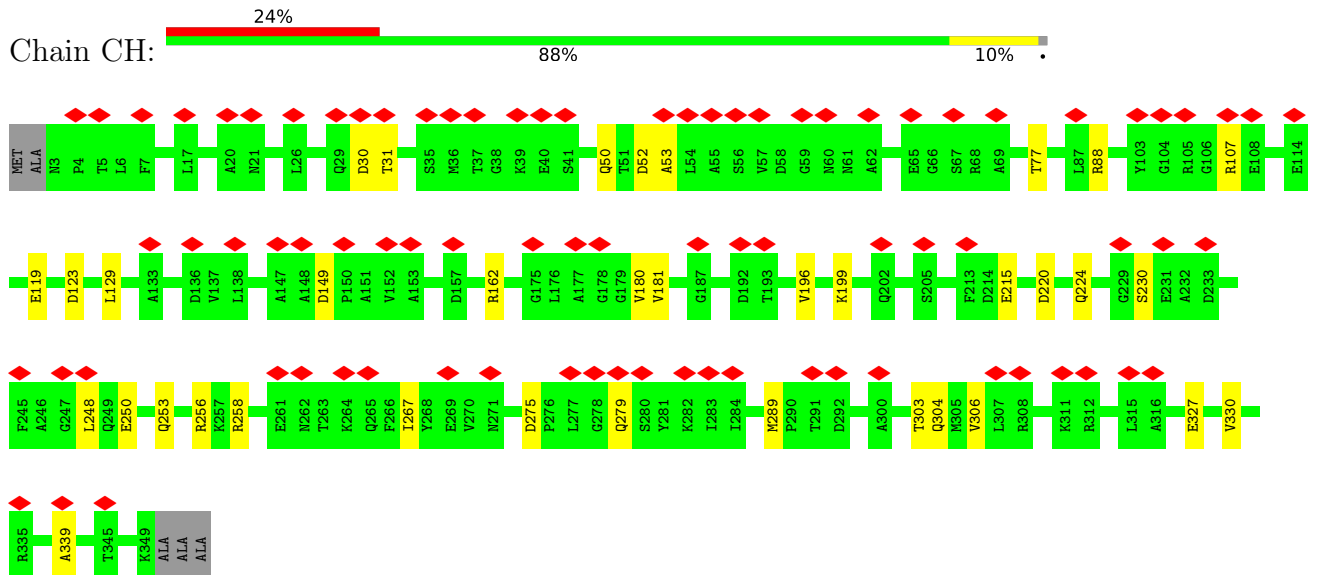 24%
Chain CH:
88% 10% •
MET ALA N3 P4 T5 L6 F7 L17 A20 N21 L26 Q29 D30 T31 S35 M36 T37 G38 K39 E40 S41 Q50 T51 D52 A53 L54 A55 S56 V57 D58 G59 N60 N61 A62 E65 G66 S67 R68 A69 T77 L87 R88 Y103 G104 R105 G106 R107 E108 E114
E119 D123 L129 A133 D136 V137 L138 A147 A148 D149 P150 A151 V152 A153 D157 R162 G175 L176 A177 G178 G179 V180 V181 G187 D192 T193 V196 K199 Q202 S205 F213 D214 E215 D220 Q224 G229 S230 E231 A232 D233
F245 A246 G247 L248 Q249 E250 Q253 R256 K257 R258 E261 N262 T263 K264 Q265 F266 I267 Y268 E269 V270 N271 D275 P276 L277 G278 Q279 S280 Y281 K282 I283 I284 M289 P290 T291 D292 A300 T303 Q304 M305 V306 L307 R308 K311 R312 L315 A316 E327 V330
R335 A339 T345 K349 ALA ALA ALA